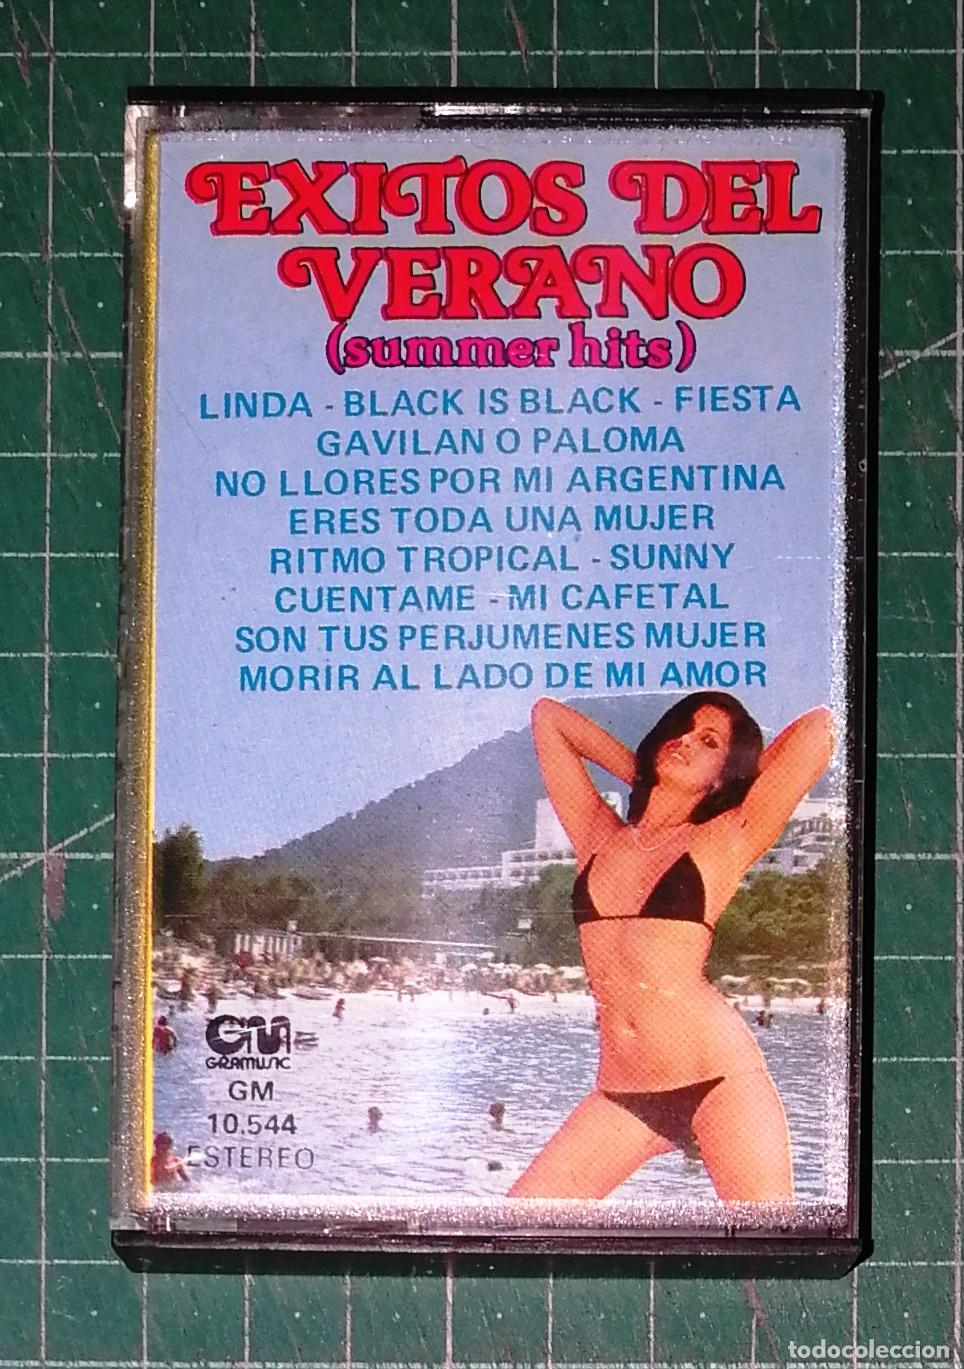 EXITOS DEL
VERANO
(summer hits)
LINDA - BLACK IS BLACK - FIESTA
GAVILAN O PALOMA
NO LLORES POR MI ARGENTINA
ERES TODA UNA MUJER
RITMO TROPICAL - SUNNY
CUENTAME - MI CAFETAL
SON TUS PERJUMENES MUJER
MORIR AL LADO DE MI AMOR
GM
GRAMUSIC
GM
10.544
ESTEREO
todocoleccion